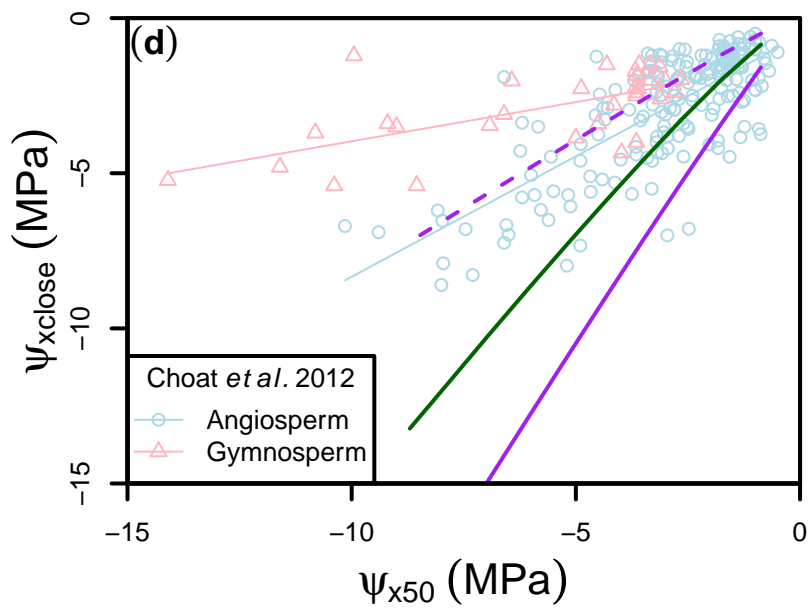 (d)
0
−5
−10
−15
ψxclose (MPa)
Choat et al. 2012
Angiosperm
Gymnosperm
−15 −10 −5 0
ψx50 (MPa)